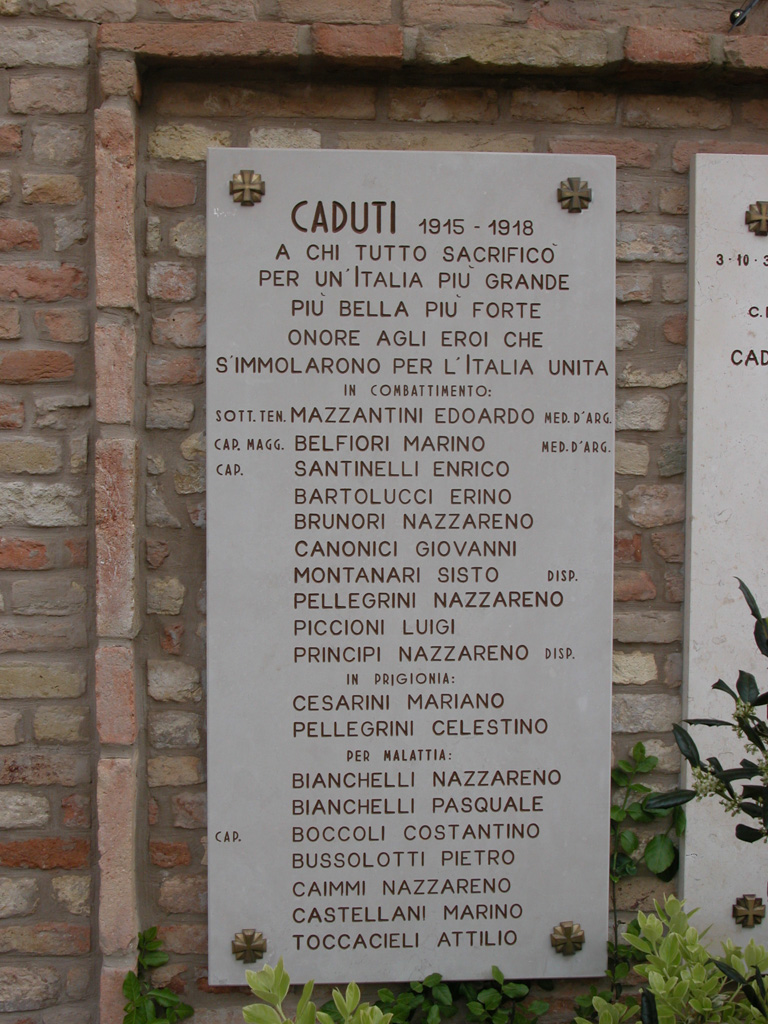 CADUTI 1915 - 1918
A CHI TUTTO SACRIFICÒ
PER UN'ITALIA PIÙ GRANDE
PIÙ BELLA PIÙ FORTE
ONORE AGLI EROI CHE
S'IMMOLARONO PER L'ITALIA UNITA
IN COMBATTIMENTO:
SOTT. TEN. MAZZANTINI EDOARDO MED. D'ARG.
CAP. MAGG. BELFIORI MARINO MED. D'ARG.
CAP. SANTINELLI ENRICO
BARTOLUCCI ERINO
BRUNORI NAZZARENO
CANONICI GIOVANNI
MONTANARI SISTO DISP.
PELLEGRINI NAZZARENO
PICCIONI LUIGI
PRINCIPI NAZZARENO DISP.
IN PRIGIONIA:
CESARINI MARIANO
PELLEGRINI CELESTINO
PER MALATTIA:
BIANCHELLI NAZZARENO
BIANCHELLI PASQUALE
CAP. BOCCOLI COSTANTINO
BUSSOLOTTI PIETRO
CAIMMI NAZZARENO
CASTELLANI MARINO
TOCCACIELI ATTILIO
3·10·3
CAD